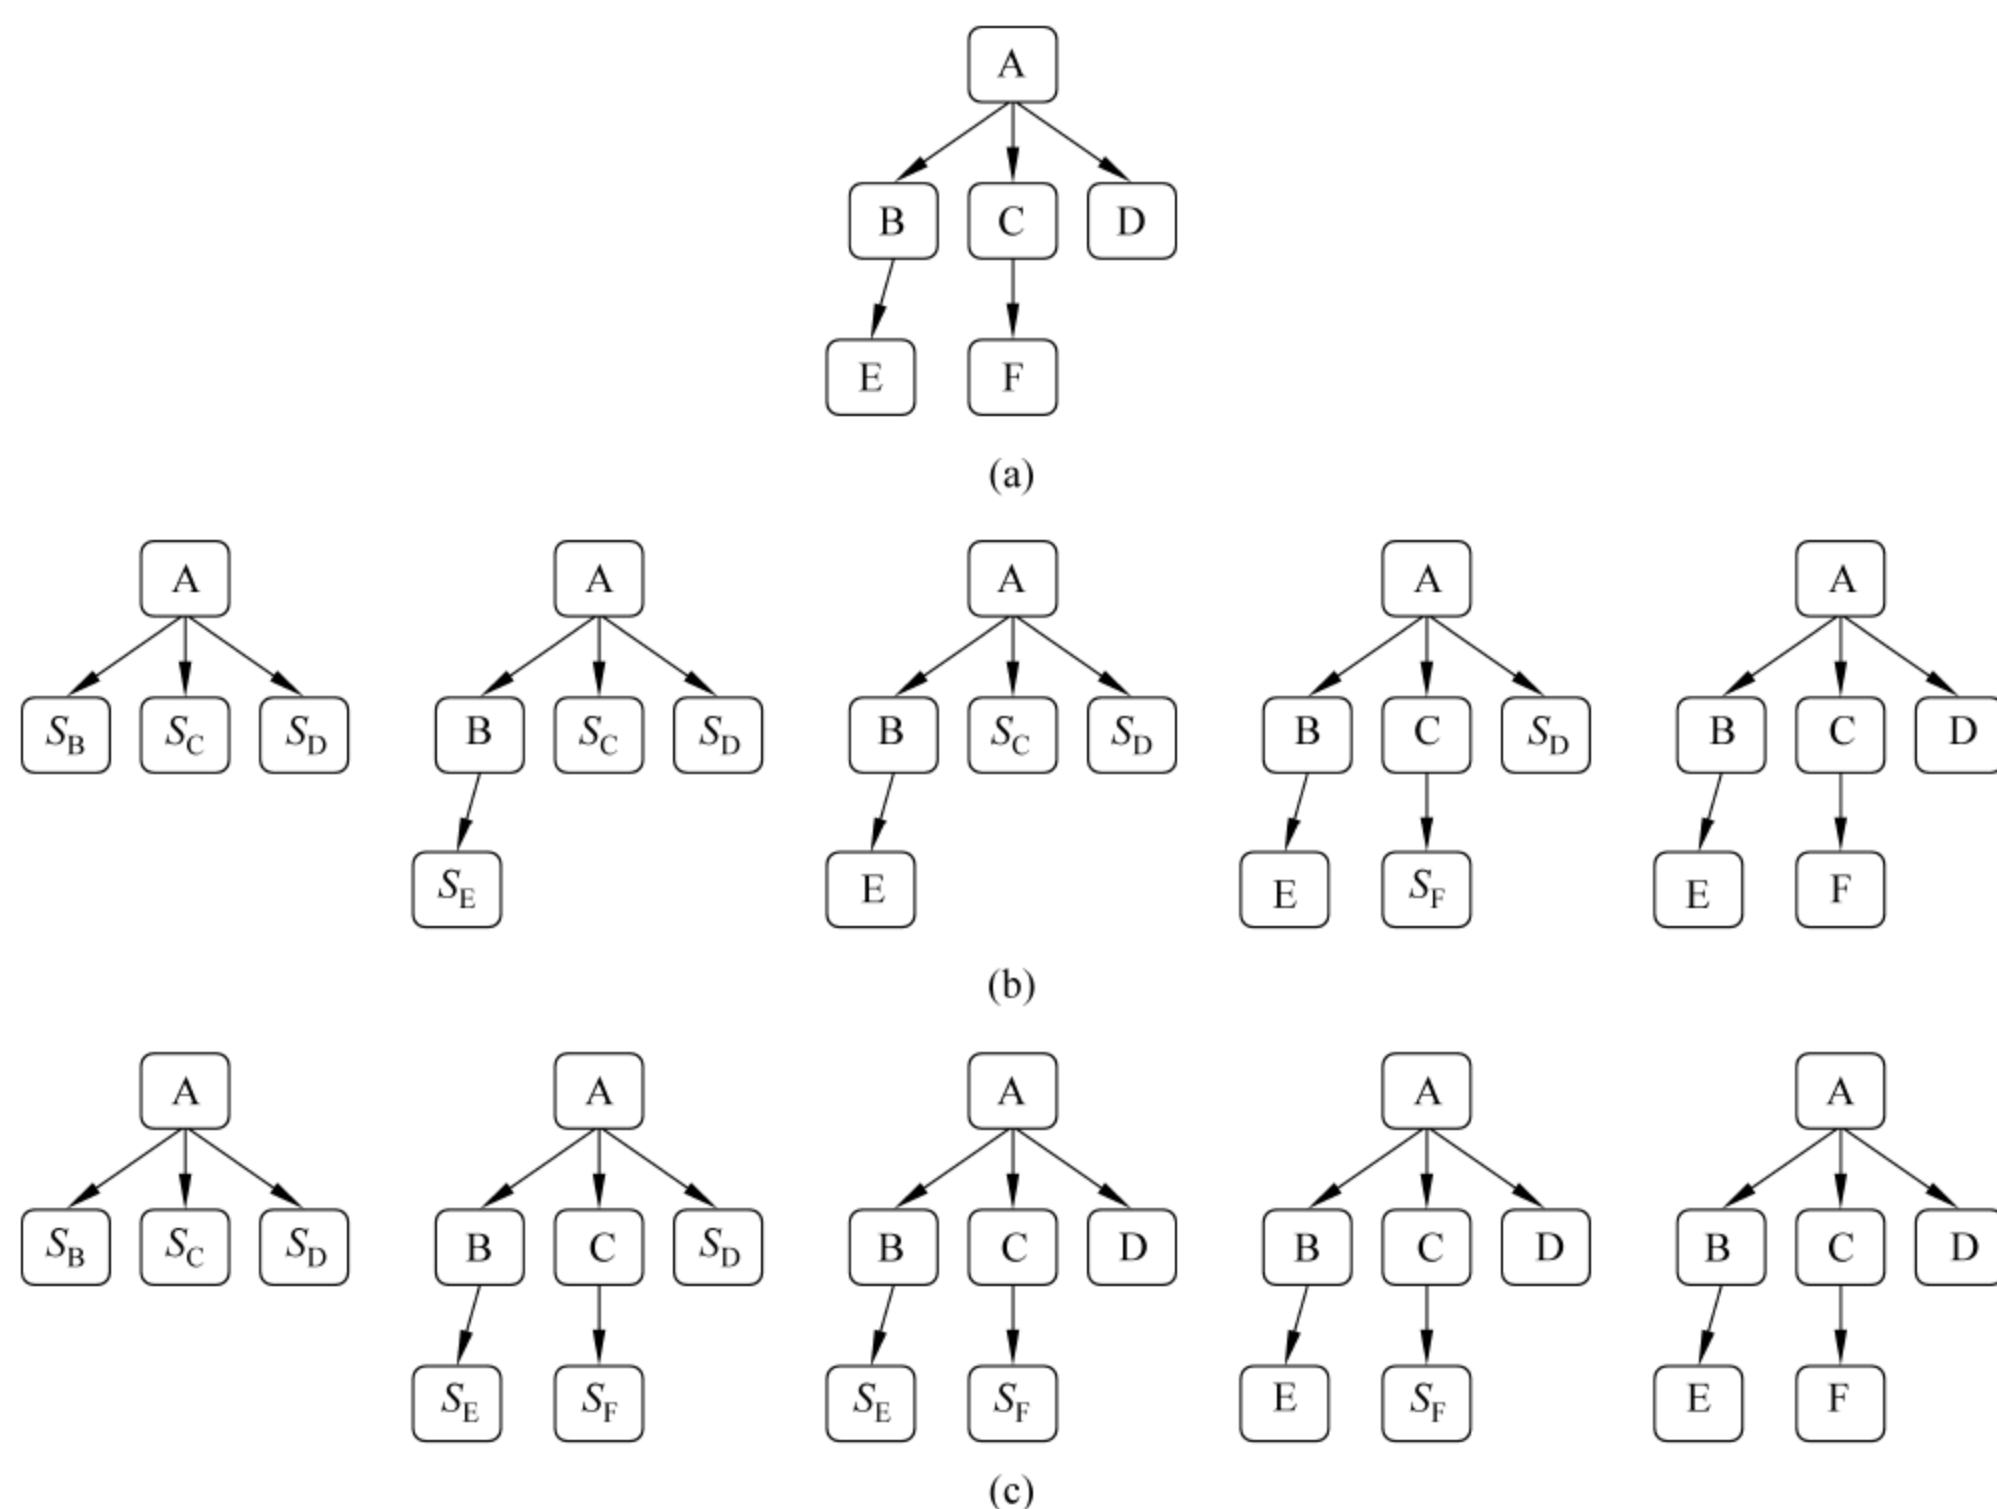 A
B C D
E F
(a)
A A A A A
S_B S_C S_D B S_C S_D B S_C S_D B C S_D B C D
S_E E E S_F E F
(b)
A A A A A
S_B S_C S_D B C S_D B C D B C D B C D
S_E S_F S_E S_F E S_F E F
(c)